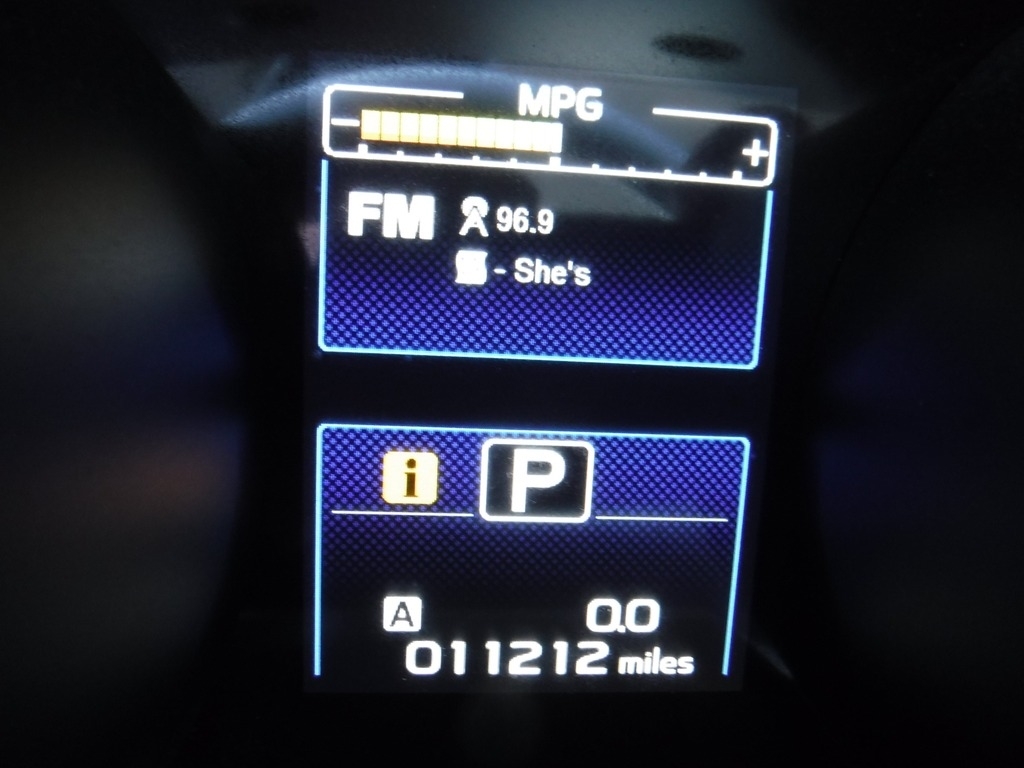 MPG
- +
FM 96.9
- She's
i P
A 0.0
011212 miles